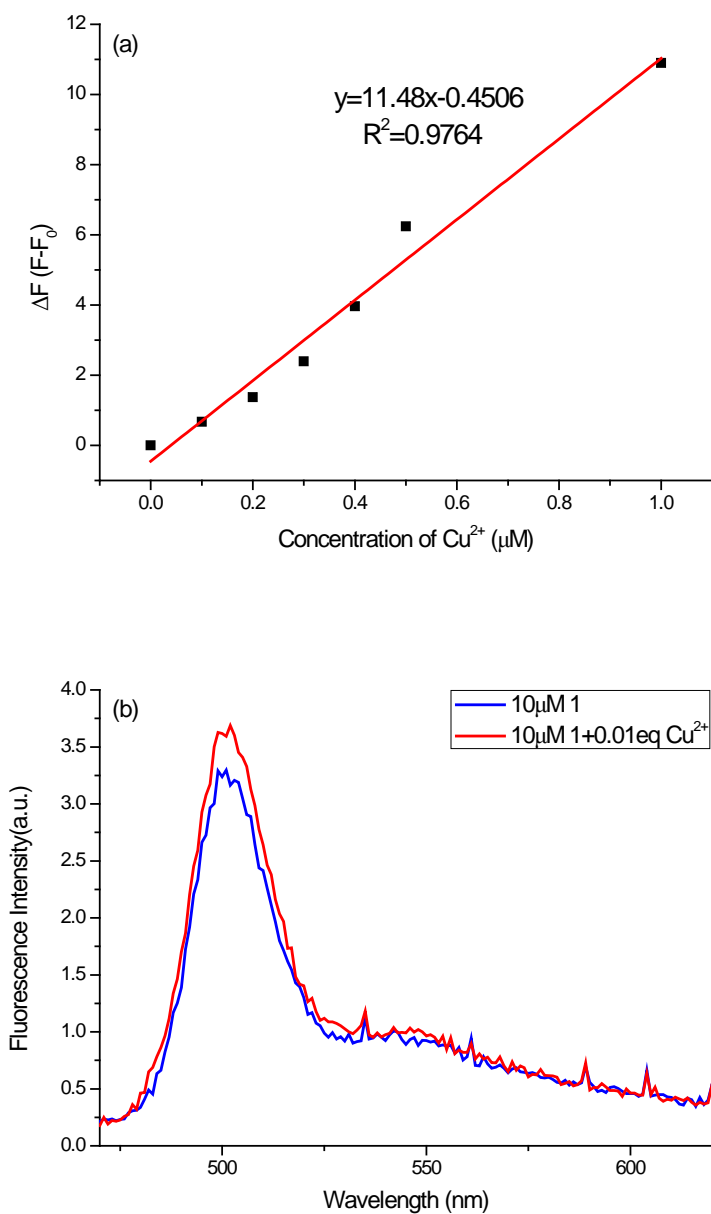 (a)
y=11.48x-0.4506
R²=0.9764
12
10
8
6
4
2
0
ΔF (F-F₀)
0.0 0.2 0.4 0.6 0.8 1.0
Concentration of Cu²⁺ (μM)
(b)
10μM 1
10μM 1+0.01eq Cu²⁺
4.0
3.5
3.0
2.5
2.0
1.5
1.0
0.5
0.0
Fluorescence Intensity(a.u.)
500 550 600
Wavelength (nm)